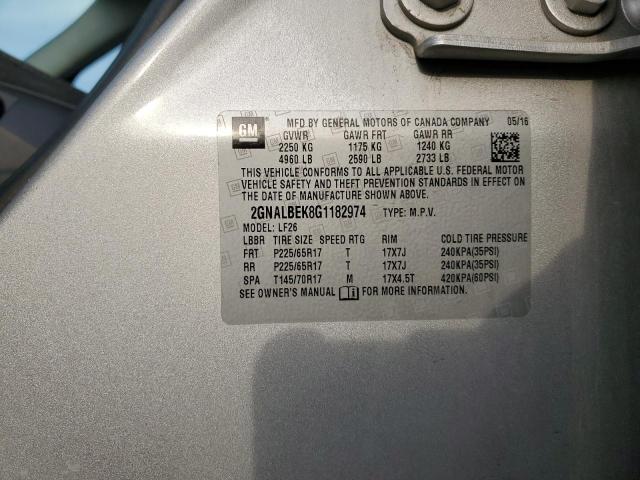 GM
MFD BY GENERAL MOTORS OF CANADA COMPANY 05/16
GVWR GAWR FRT GAWR RR
2250 KG 1175 KG 1240 KG
4960 LB 2590 LB 2733 LB
THIS VEHICLE CONFORMS TO ALL APPLICABLE U.S. FEDERAL MOTOR
VEHICLE SAFETY AND THEFT PREVENTION STANDARDS IN EFFECT ON
THE DATE OF MANUFACTURE SHOWN ABOVE.
2GNALBEK8G1182974 TYPE: M.P.V.
MODEL: LF26
LBBR TIRE SIZE SPEED RTG RIM COLD TIRE PRESSURE
FRT P225/65R17 T 17X7J 240KPA(35PSI)
RR P225/65R17 T 17X7J 240KPA(35PSI)
SPA T145/70R17 M 17X4.5T 420KPA(60PSI)
SEE OWNER'S MANUAL FOR MORE INFORMATION.